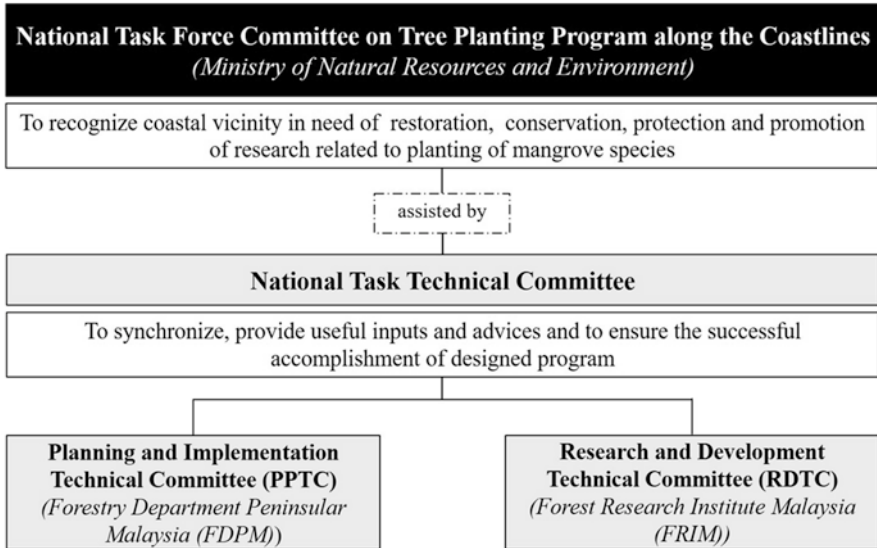 National Task Force Committee on Tree Planting Program along the Coastlines
(Ministry of Natural Resources and Environment)
To recognize coastal vicinity in need of restoration, conservation, protection and promotion
of research related to planting of mangrove species
assisted by
National Task Technical Committee
To synchronize, provide useful inputs and advices and to ensure the successful
accomplishment of designed program
Planning and Implementation
Technical Committee (PPTC)
(Forestry Department Peninsular
Malaysia (FDPM))
Research and Development
Technical Committee (RDTC)
(Forest Research Institute Malaysia
(FRIM))